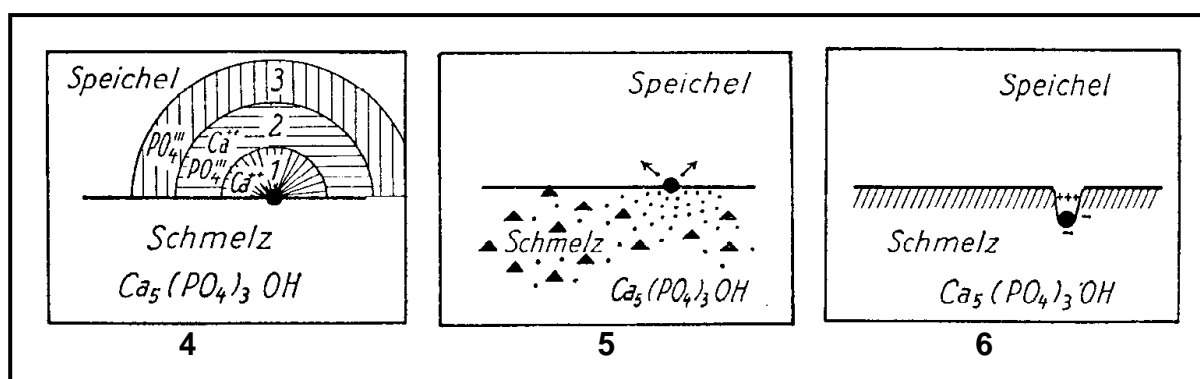 Speichel
3
PO₄'''
2
Ca⁺⁺
PO₄'''
1
Ca⁺⁺
Schmelz
Ca₅(PO₄)₃OH
4
Speichel
Schmelz
Ca₅(PO₄)₃OH
5
Speichel
+++
-
-
Schmelz
Ca₅(PO₄)₃OH
6